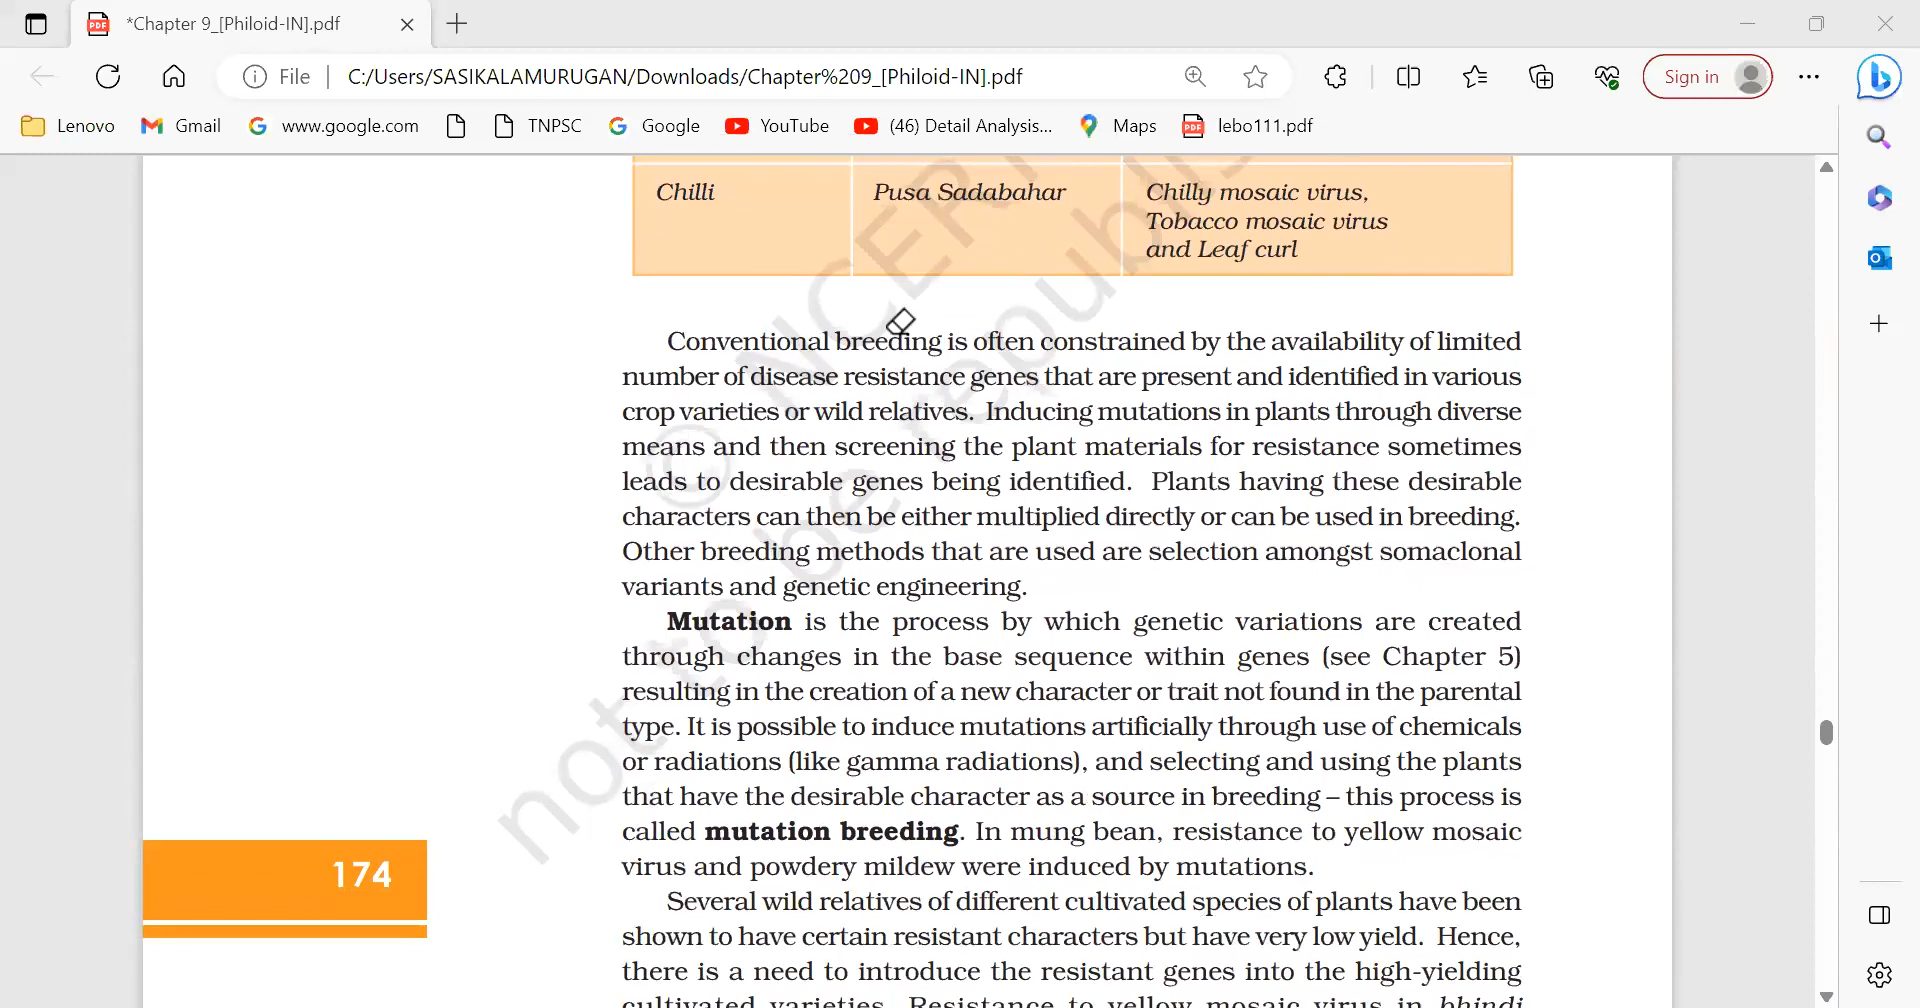 *Chapter 9_[Philoid-IN].pdf
File
C:/Users/SASIKALAMURUGAN/Downloads/Chapter%209_[Philoid-IN].pdf
Sign in
Lenovo
Gmail
www.google.com
TNPSC
Google
YouTube
(46) Detail Analysis...
Maps
lebo111.pdf
Chilli Pusa Sadabahar Chilly mosaic virus,
Tobacco mosaic virus
and Leaf curl
© NCERT
not to be republis
Conventional breeding is often constrained by the availability of limited
number of disease resistance genes that are present and identified in various
crop varieties or wild relatives. Inducing mutations in plants through diverse
means and then screening the plant materials for resistance sometimes
leads to desirable genes being identified. Plants having these desirable
characters can then be either multiplied directly or can be used in breeding.
Other breeding methods that are used are selection amongst somaclonal
variants and genetic engineering.
Mutation is the process by which genetic variations are created
through changes in the base sequence within genes (see Chapter 5)
resulting in the creation of a new character or trait not found in the parental
type. It is possible to induce mutations artificially through use of chemicals
or radiations (like gamma radiations), and selecting and using the plants
that have the desirable character as a source in breeding – this process is
called mutation breeding. In mung bean, resistance to yellow mosaic
virus and powdery mildew were induced by mutations.
174
Several wild relatives of different cultivated species of plants have been
shown to have certain resistant characters but have very low yield. Hence,
there is a need to introduce the resistant genes into the high-yielding
cultivated varieties. Resistance to yellow mosaic virus in bhindi